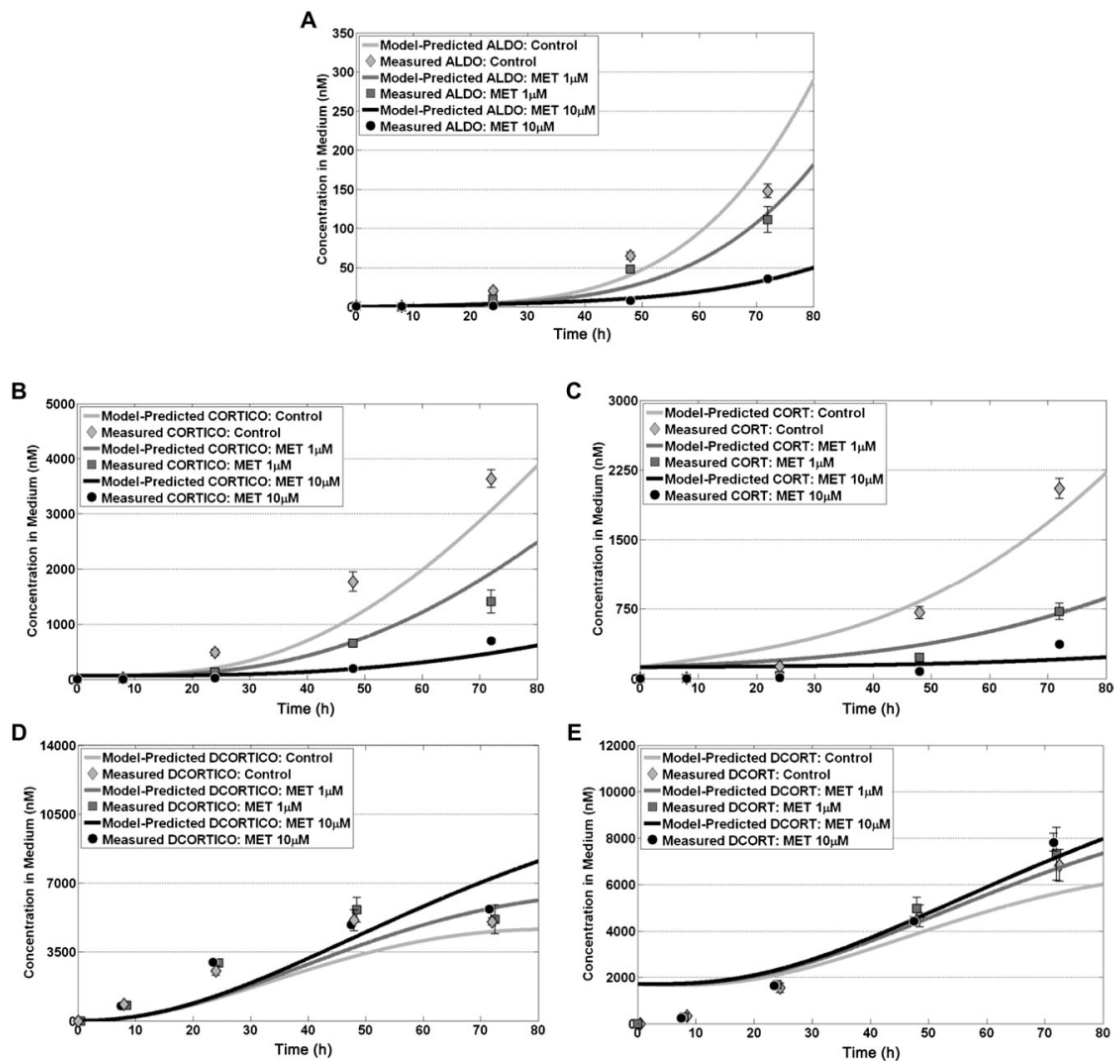 A
350
300
250
200
150
100
50
0
Model-Predicted ALDO: Control
Measured ALDO: Control
Model-Predicted ALDO: MET 1μM
Measured ALDO: MET 1μM
Model-Predicted ALDO: MET 10μM
Measured ALDO: MET 10μM
Concentration in Medium (nM)
0 10 20 30 40 50 60 70 80
Time (h)
B
5000
4000
3000
2000
1000
0
Model-Predicted CORTICO: Control
Measured CORTICO: Control
Model-Predicted CORTICO: MET 1μM
Measured CORTICO: MET 1μM
Model-Predicted CORTICO: MET 10μM
Measured CORTICO: MET 10μM
Concentration in Medium (nM)
0 10 20 30 40 50 60 70 80
Time (h)
C
3000
2250
1500
750
0
Model-Predicted CORT: Control
Measured CORT: Control
Model-Predicted CORT: MET 1μM
Measured CORT: MET 1μM
Model-Predicted CORT: MET 10μM
Measured CORT: MET 10μM
Concentration in Medium (nM)
0 10 20 30 40 50 60 70 80
Time (h)
D
14000
10500
7000
3500
0
Model-Predicted DCORTICO: Control
Measured DCORTICO: Control
Model-Predicted DCORTICO: MET 1μM
Measured DCORTICO: MET 1μM
Model-Predicted DCORTICO: MET 10μM
Measured DCORTICO: MET 10μM
Concentration in Medium (nM)
0 10 20 30 40 50 60 70 80
Time (h)
E
12000
10000
8000
6000
4000
2000
0
Model-Predicted DCORT: Control
Measured DCORT: Control
Model-Predicted DCORT: MET 1μM
Measured DCORT: MET 1μM
Model-Predicted DCORT: MET 10μM
Measured DCORT: MET 10μM
Concentration in Medium (nM)
0 10 20 30 40 50 60 70 80
Time (h)